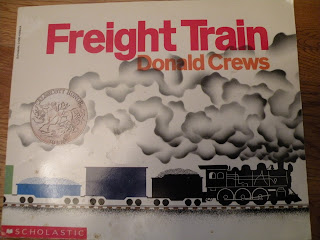 Freight Train
Donald Crews
SCHOLASTIC